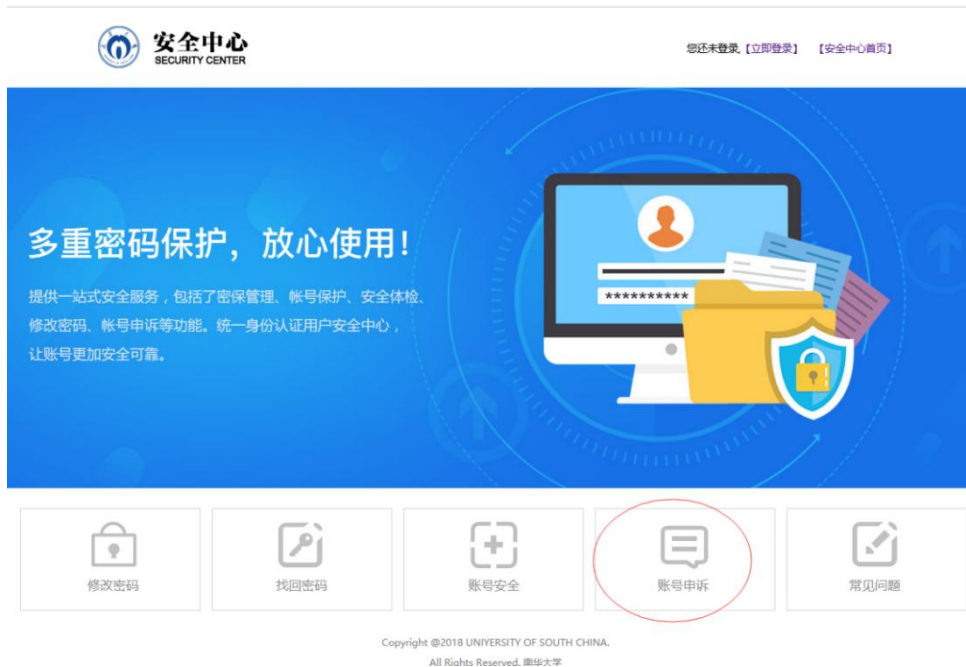 安全中心
SECURITY CENTER
您还未登录,【立即登录】 【安全中心首页】
多重密码保护，放心使用！
提供一站式安全服务，包括了密保管理、帐号保护、安全体检、
修改密码、帐号申诉等功能。统一身份认证用户安全中心，
让账号更加安全可靠。
**********
修改密码
找回密码
账号安全
账号申诉
常见问题
Copyright @2018 UNIYERSITY OF SOUTH CHINA.
All Rights Reserved. 南华大学